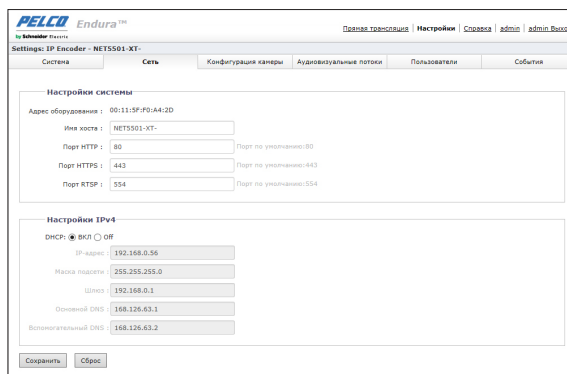 PELCO Endura™
by Schneider Electric
Прямая трансляция | Настройки | Справка | admin | admin Выхо
Settings: IP Encoder - NET5501-XT-
Система Сеть Конфигурация камеры Аудиовизуальные потоки Пользователи События
Настройки системы
Адрес оборудования : 00:11:5F:F0:A4:2D
Имя хоста : NET5501-XT-
Порт HTTP : 80 Порт по умолчанию:80
Порт HTTPS : 443 Порт по умолчанию:443
Порт RTSP : 554 Порт по умолчанию:554
Настройки IPv4
DHCP: ВКЛ Off
IP-адрес : 192.168.0.56
Маска подсети : 255.255.255.0
Шлюз : 192.168.0.1
Основной DNS : 168.126.63.1
Вспомогательный DNS : 168.126.63.2
Сохранить Сброс